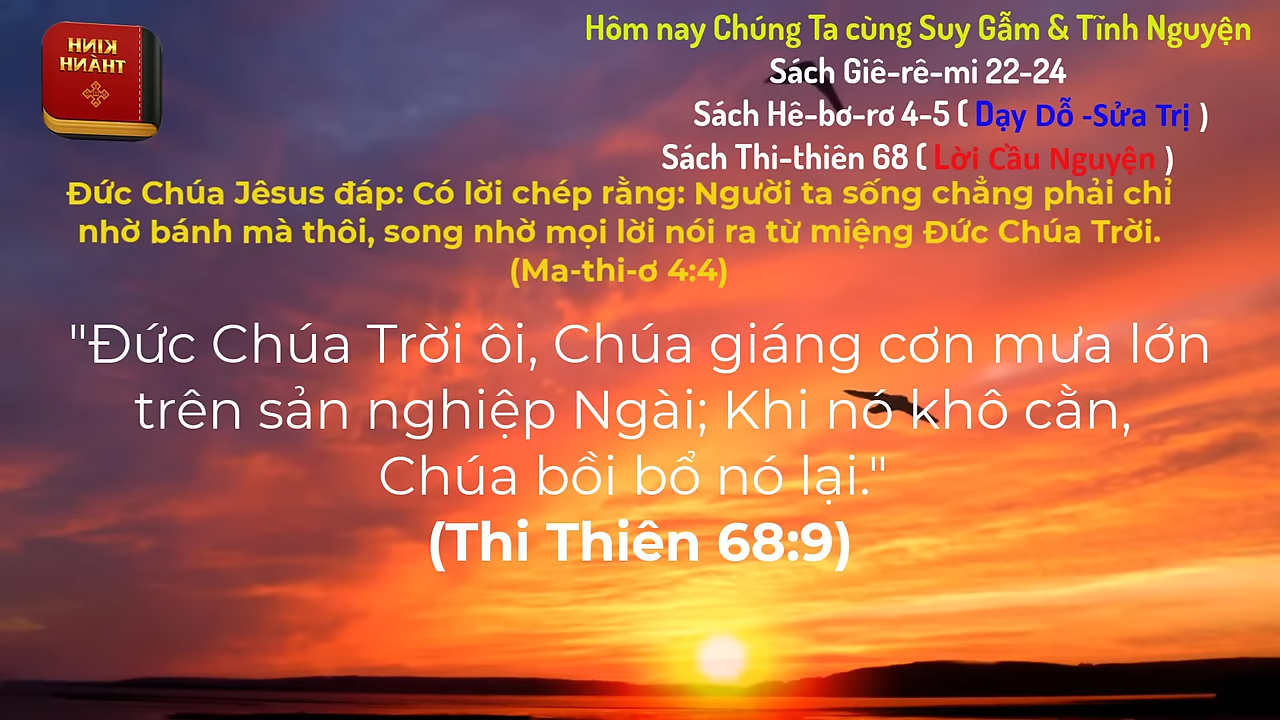 KINH
THÁNH
Hôm nay Chúng Ta cùng Suy Gẫm & Tĩnh Nguyện
Sách Giê-rê-mi 22-24
Sách Hê-bơ-rơ 4-5 ( Dạy Dỗ -Sửa Trị )
Sách Thi-thiên 68 ( Lời Cầu Nguyện )
Đức Chúa Jêsus đáp: Có lời chép rằng: Người ta sống chẳng phải chỉ
nhờ bánh mà thôi, song nhờ mọi lời nói ra từ miệng Đức Chúa Trời.
(Ma-thi-ơ 4:4)
"Đức Chúa Trời ôi, Chúa giáng cơn mưa lớn
trên sản nghiệp Ngài; Khi nó khô cằn,
Chúa bồi bổ nó lại."
(Thi Thiên 68:9)